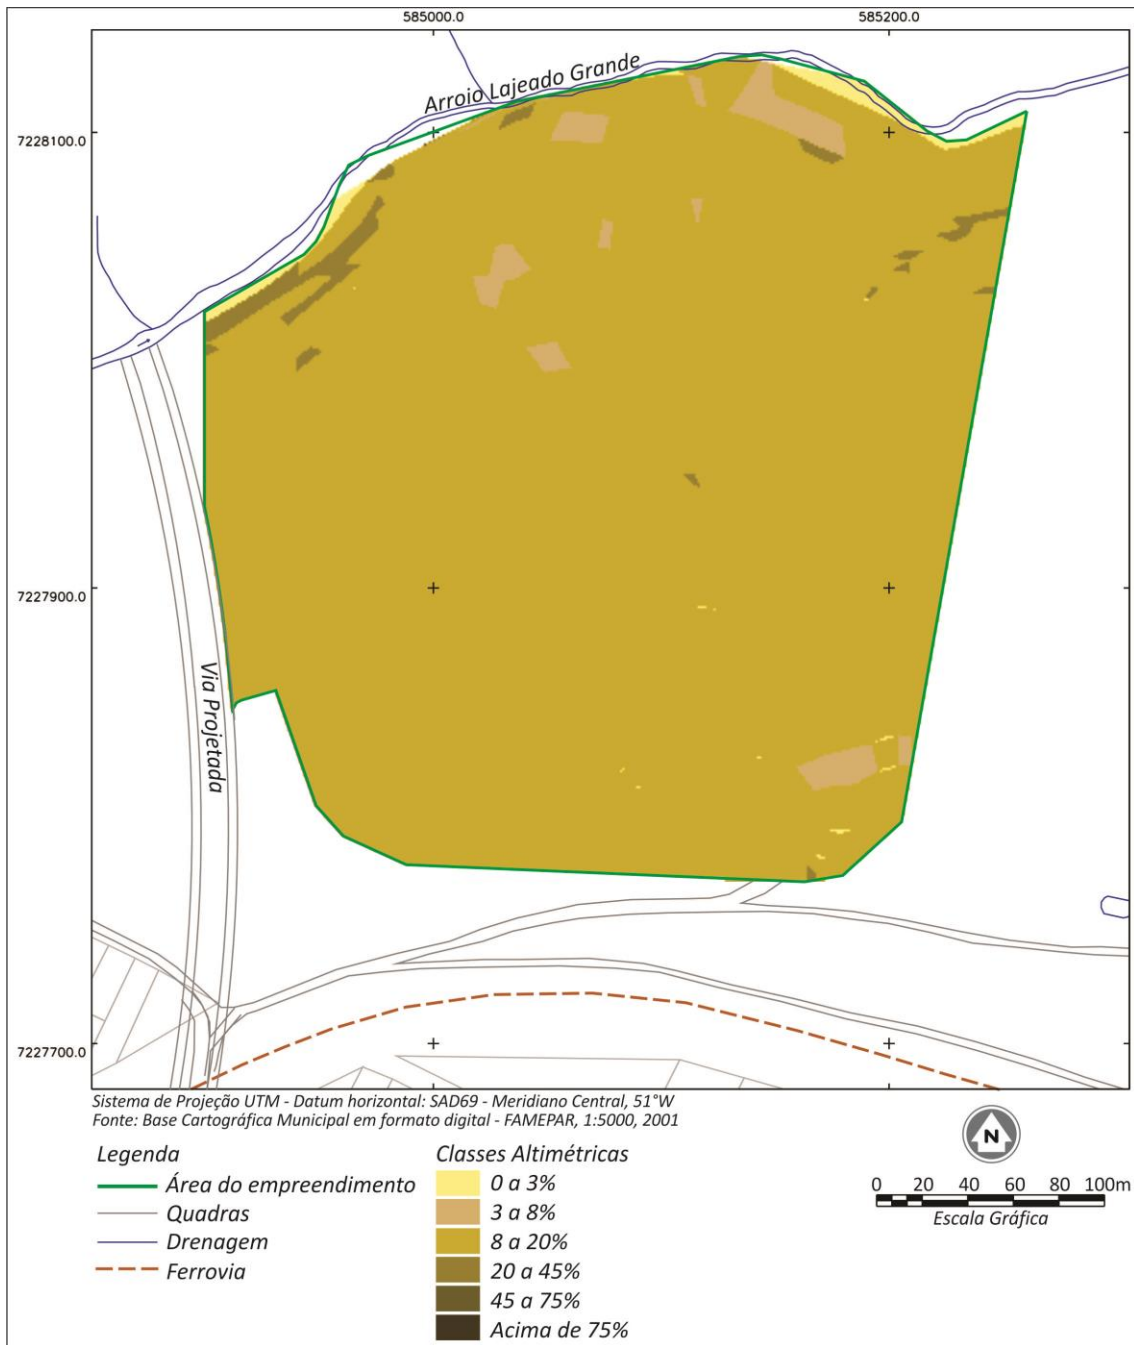 585000.0
585200.0
Arroio Lajeado Grande
7228100.0
7227900.0
Via Projetada
7227700.0
Sistema de Projeção UTM - Datum horizontal: SAD69 - Meridiano Central, 51°W
Fonte: Base Cartográfica Municipal em formato digital - FAMEPAR, 1:5000, 2001
Legenda
Área do empreendimento
Quadras
Drenagem
Ferrovia
Classes Altimétricas
0 a 3%
3 a 8%
8 a 20%
20 a 45%
45 a 75%
Acima de 75%
N
0 20 40 60 80 100m
Escala Gráfica